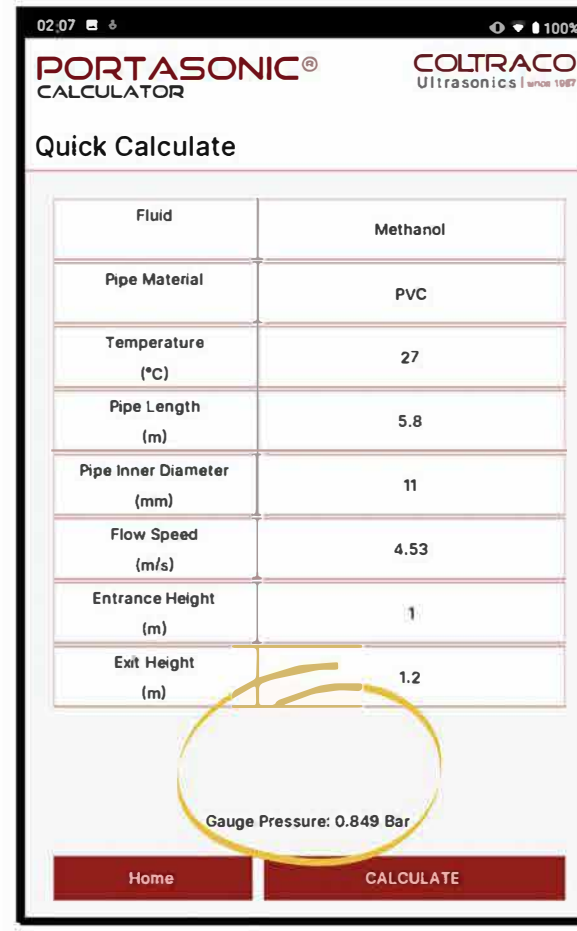 02:07 100%
PORTASONIC® COLTRACO
CALCULATOR Ultrasonics | since 1987
Quick Calculate
Fluid Methanol
Pipe Material PVC
Temperature
(°C) 27
Pipe Length
(m) 5.8
Pipe Inner Diameter
(mm) 11
Flow Speed
(m/s) 4.53
Entrance Height
(m) 1
Exit Height
(m) 1.2
Gauge Pressure: 0.849 Bar
Home CALCULATE